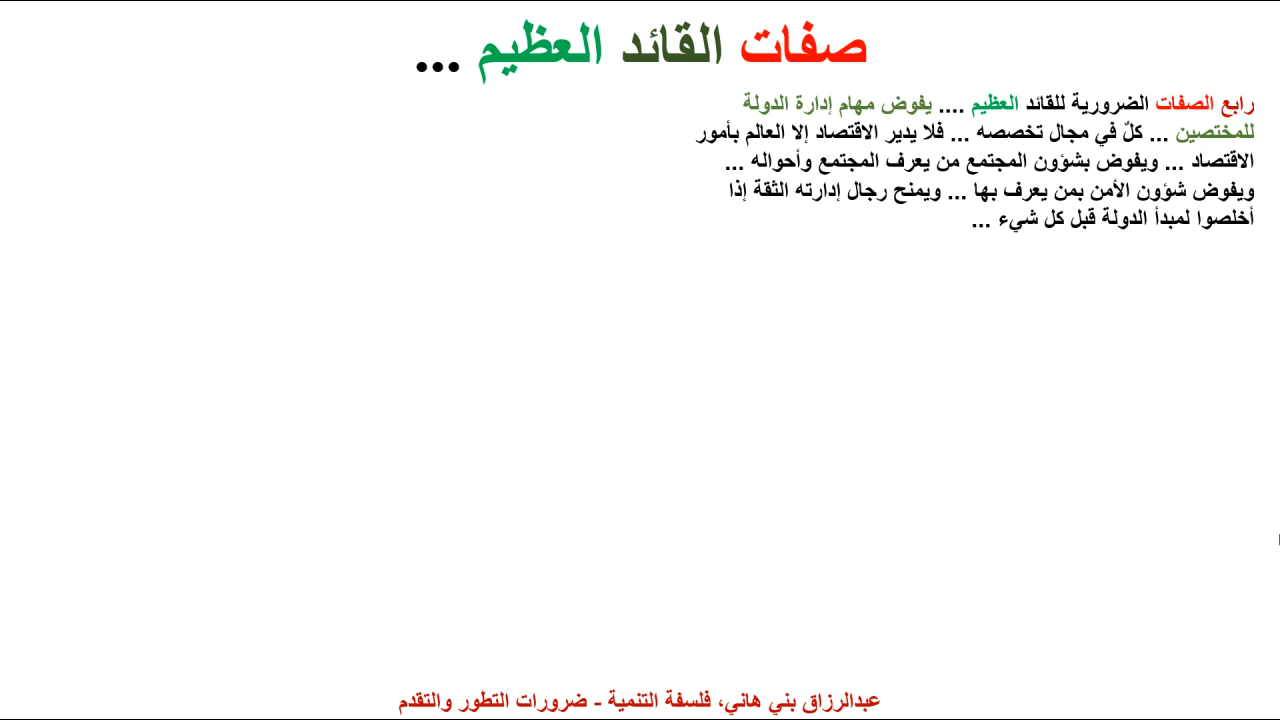 صفات القائد العظيم ...
رابع الصفات الضرورية للقائد العظيم .... يفوض مهام إدارة الدولة
للمختصين ... كلٌ في مجال تخصصه ... فلا يدير الاقتصاد إلا العالم بأمور
الاقتصاد ... ويفوض بشؤون المجتمع من يعرف المجتمع وأحواله ...
ويفوض شؤون الأمن بمن يعرف بها ... ويمنح رجال إدارته الثقة إذا
أخلصوا لمبدأ الدولة قبل كل شيء ...
عبدالرزاق بني هاني، فلسفة التنمية - ضرورات التطور والتقدم